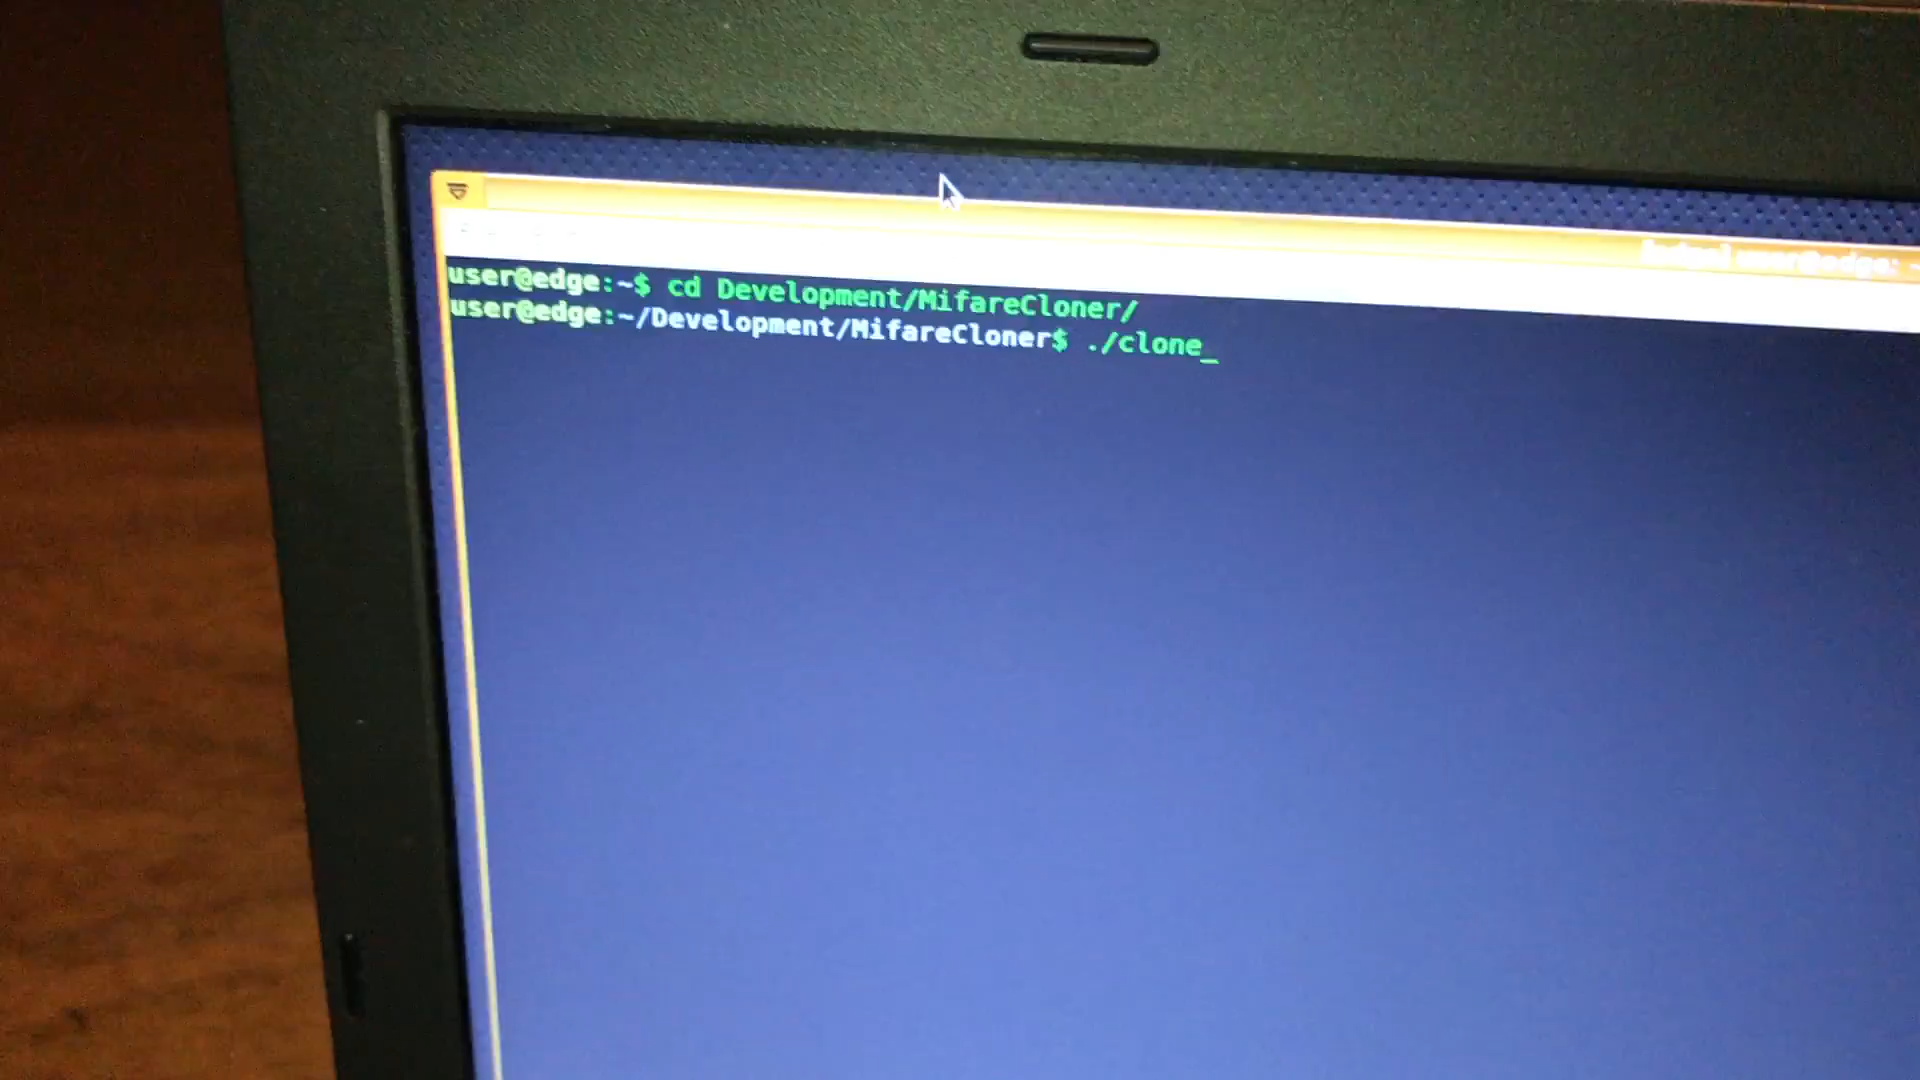 user@edge:~$ cd Development/MifareCloner/
user@edge:~/Development/MifareCloner$ ./clone_